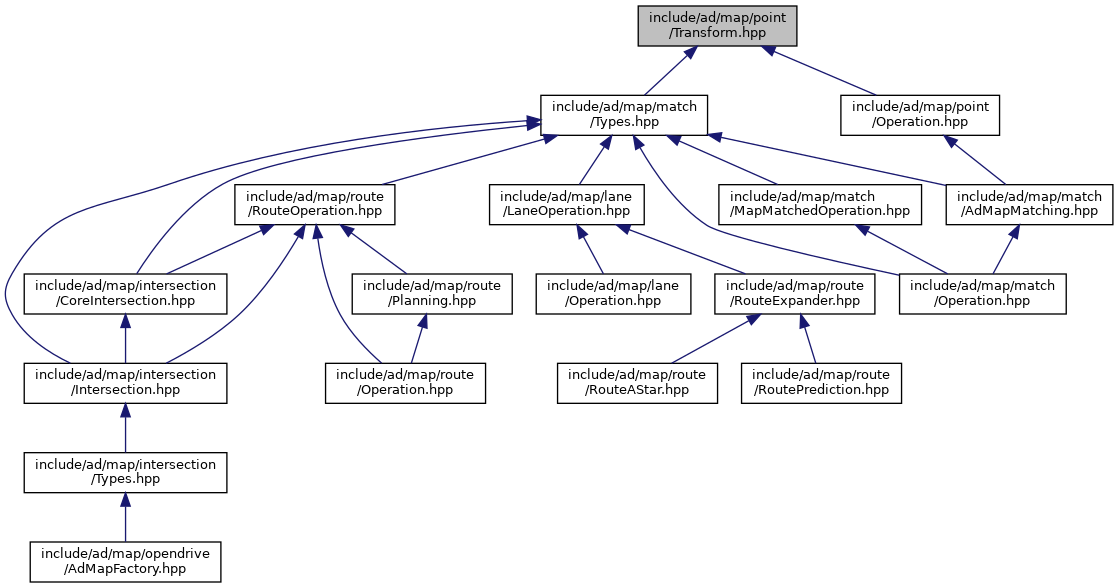 include/ad/map/point
/Transform.hpp
include/ad/map/match
/Types.hpp
include/ad/map/point
/Operation.hpp
include/ad/map/route
/RouteOperation.hpp
include/ad/map/lane
/LaneOperation.hpp
include/ad/map/match
/MapMatchedOperation.hpp
include/ad/map/match
/AdMapMatching.hpp
include/ad/map/intersection
/CoreIntersection.hpp
include/ad/map/route
/Planning.hpp
include/ad/map/lane
/Operation.hpp
include/ad/map/route
/RouteExpander.hpp
include/ad/map/match
/Operation.hpp
include/ad/map/intersection
/Intersection.hpp
include/ad/map/route
/Operation.hpp
include/ad/map/route
/RouteAStar.hpp
include/ad/map/route
/RoutePrediction.hpp
include/ad/map/intersection
/Types.hpp
include/ad/map/opendrive
/AdMapFactory.hpp